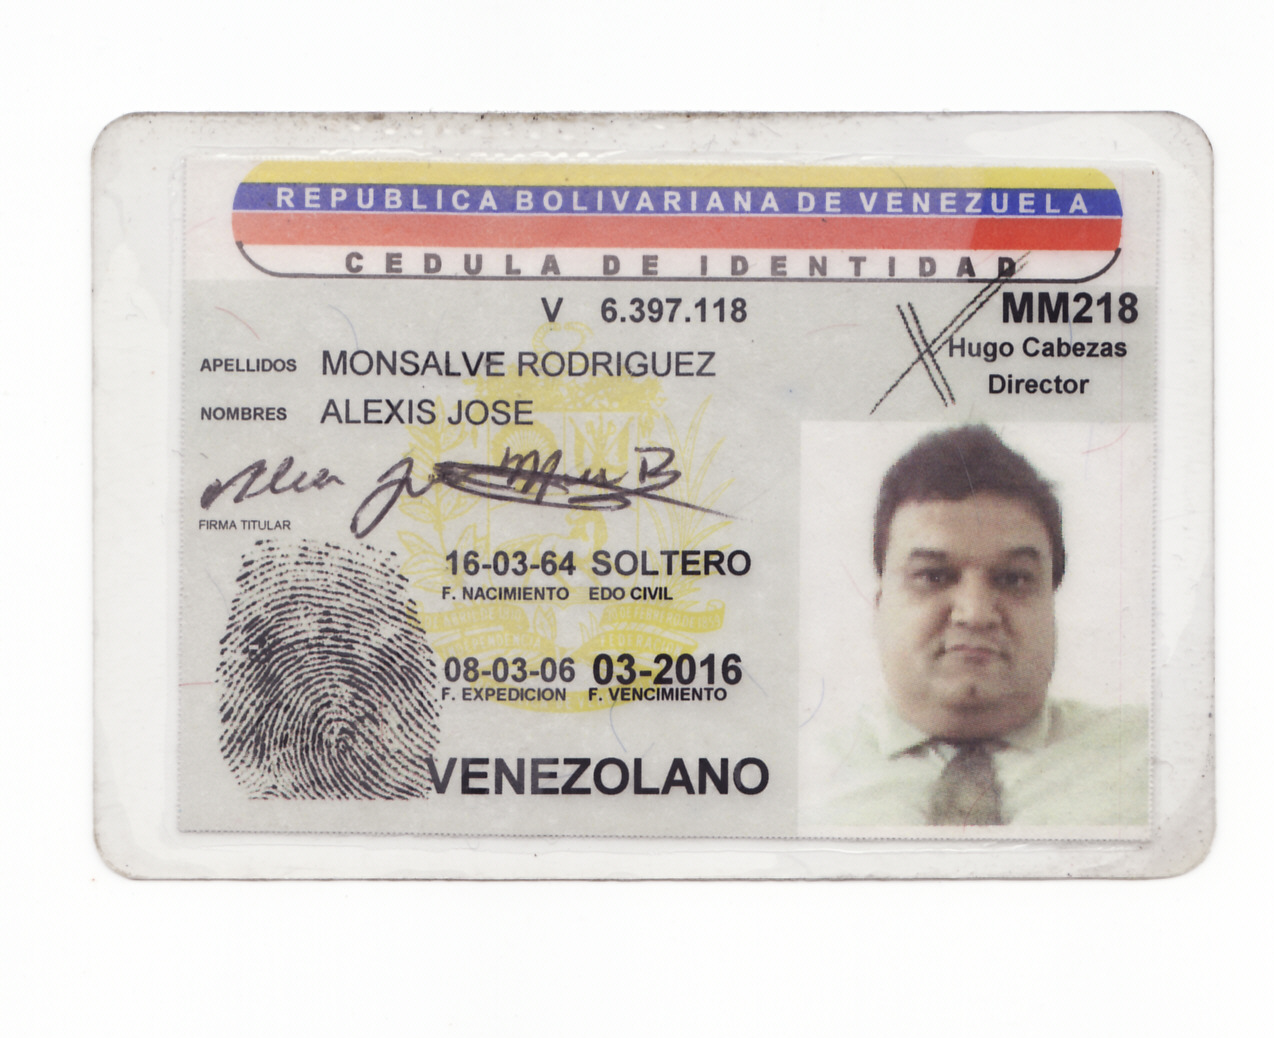 REPUBLICA BOLIVARIANA DE VENEZUELA
CEDULA DE IDENTIDAD
V 6.397.118
MM218
Hugo Cabezas
Director
APELLIDOS MONSALVE RODRIGUEZ
NOMBRES ALEXIS JOSE
FIRMA TITULAR
16-03-64 SOLTERO
F. NACIMIENTO EDO CIVIL
08-03-06 03-2016
F. EXPEDICION F. VENCIMIENTO
VENEZOLANO